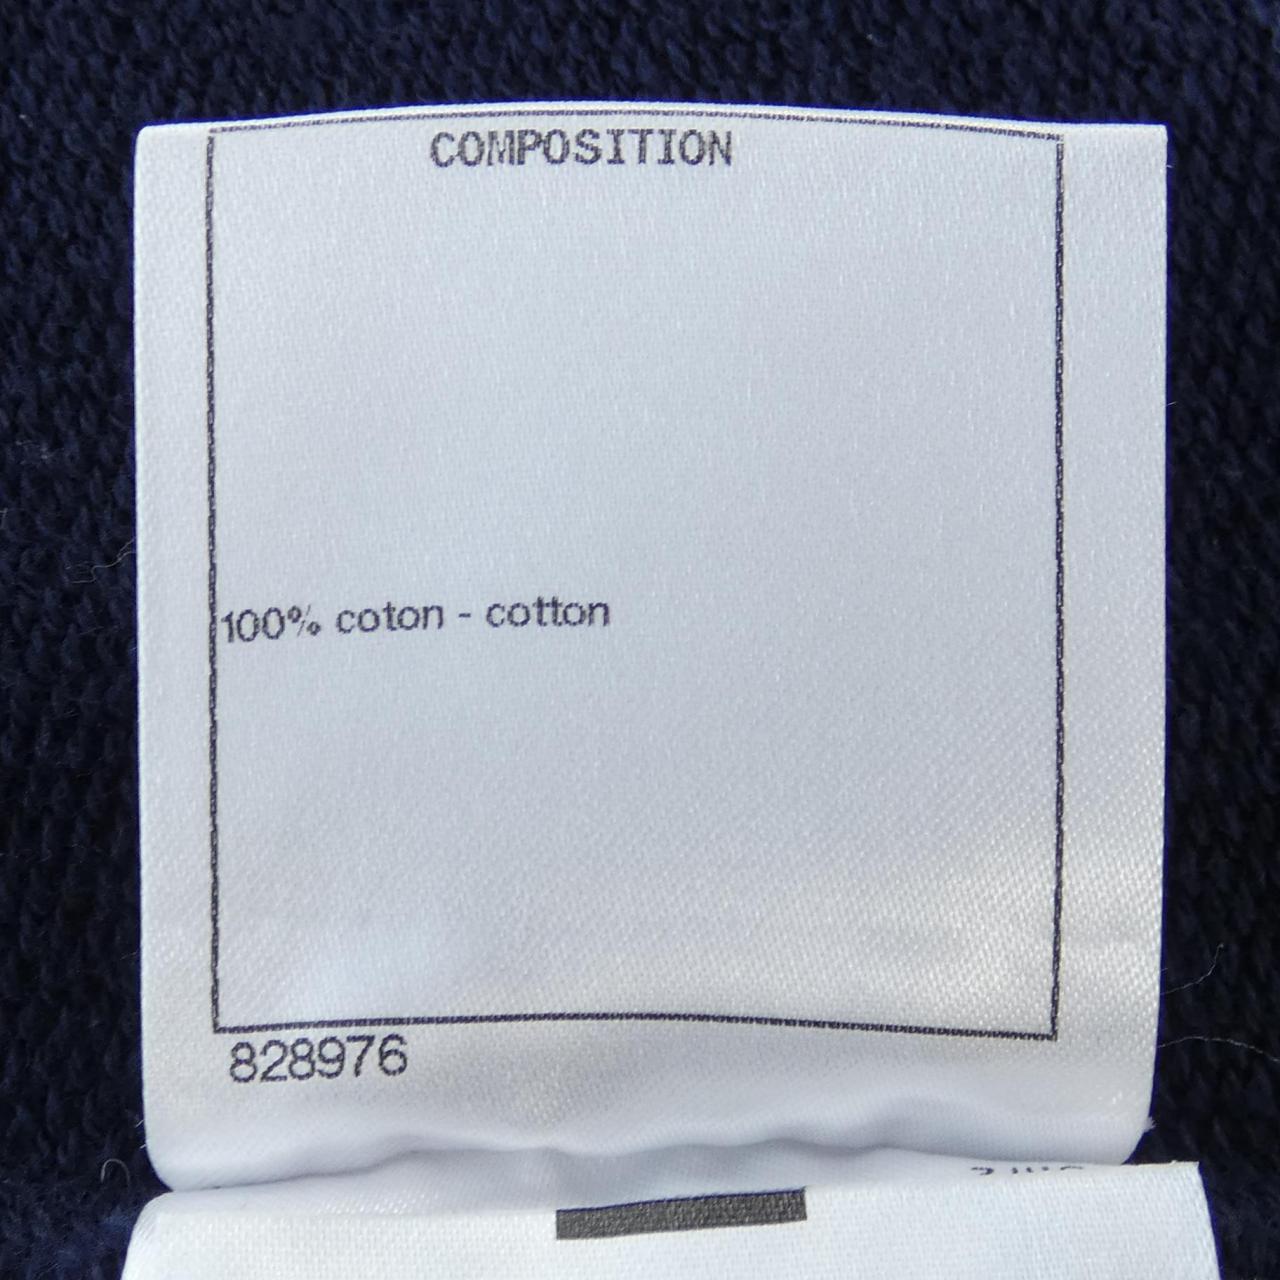 COMPOSITION
100% coton - cotton
828976